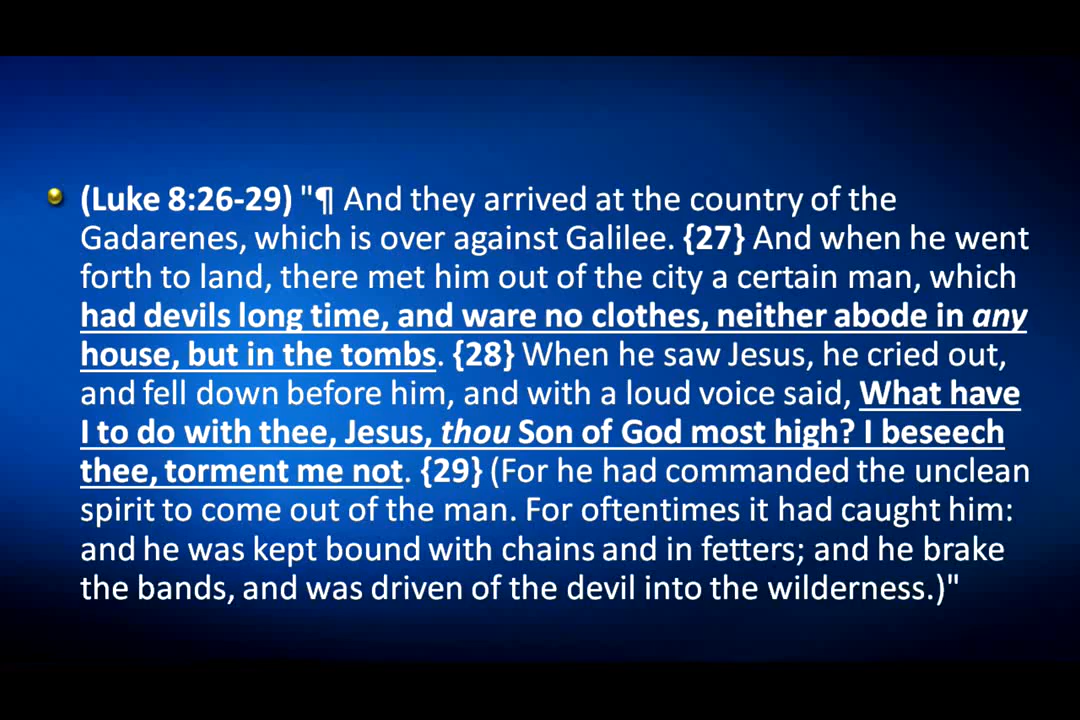 (Luke 8:26-29) "¶ And they arrived at the country of the
Gadarenes, which is over against Galilee. {27} And when he went
forth to land, there met him out of the city a certain man, which
had devils long time, and ware no clothes, neither abode in any
house, but in the tombs. {28} When he saw Jesus, he cried out,
and fell down before him, and with a loud voice said, What have
I to do with thee, Jesus, thou Son of God most high? I beseech
thee, torment me not. {29} (For he had commanded the unclean
spirit to come out of the man. For oftentimes it had caught him:
and he was kept bound with chains and in fetters; and he brake
the bands, and was driven of the devil into the wilderness.)"